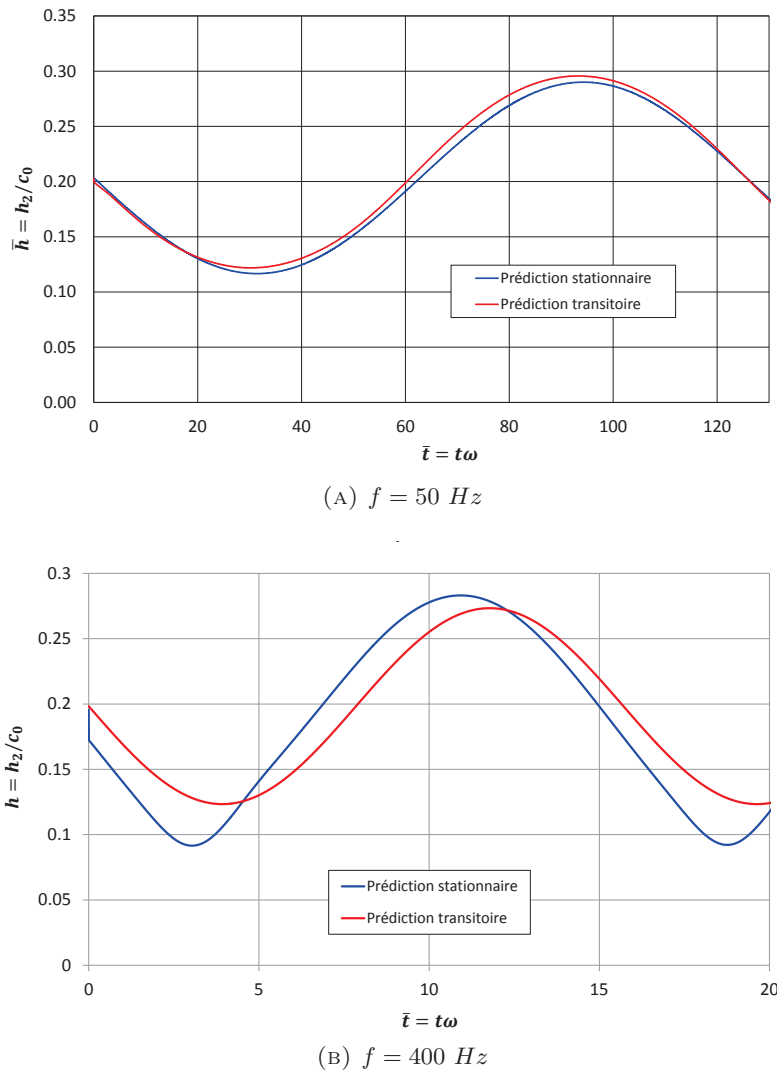 0.35
0.30
0.25
0.20
0.15
0.10
0.05
0.00
h̄ = h₂/c₀
Prédiction stationnaire
Prédiction transitoire
0 20 40 60 80 100 120
t̄ = tω
(A) f = 50 Hz
0.3
0.25
0.2
0.15
0.1
0.05
0
h = h₂/c₀
Prédiction stationnaire
Prédiction transitoire
0 5 10 15 20
t̄ = tω
(B) f = 400 Hz